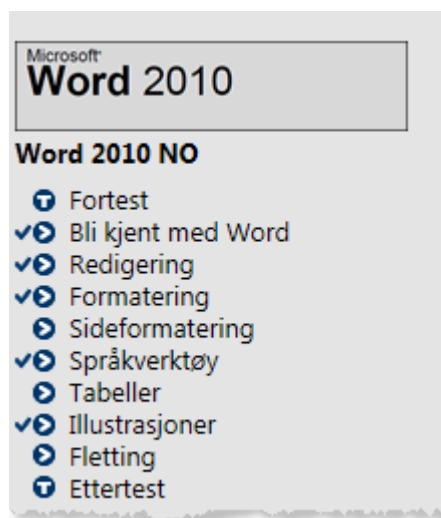 Microsoft®
Word 2010
Word 2010 NO
Fortest
Bli kjent med Word
Redigering
Formatering
Sideformatering
Språkverktøy
Tabeller
Illustrasjoner
Fletting
Ettertest